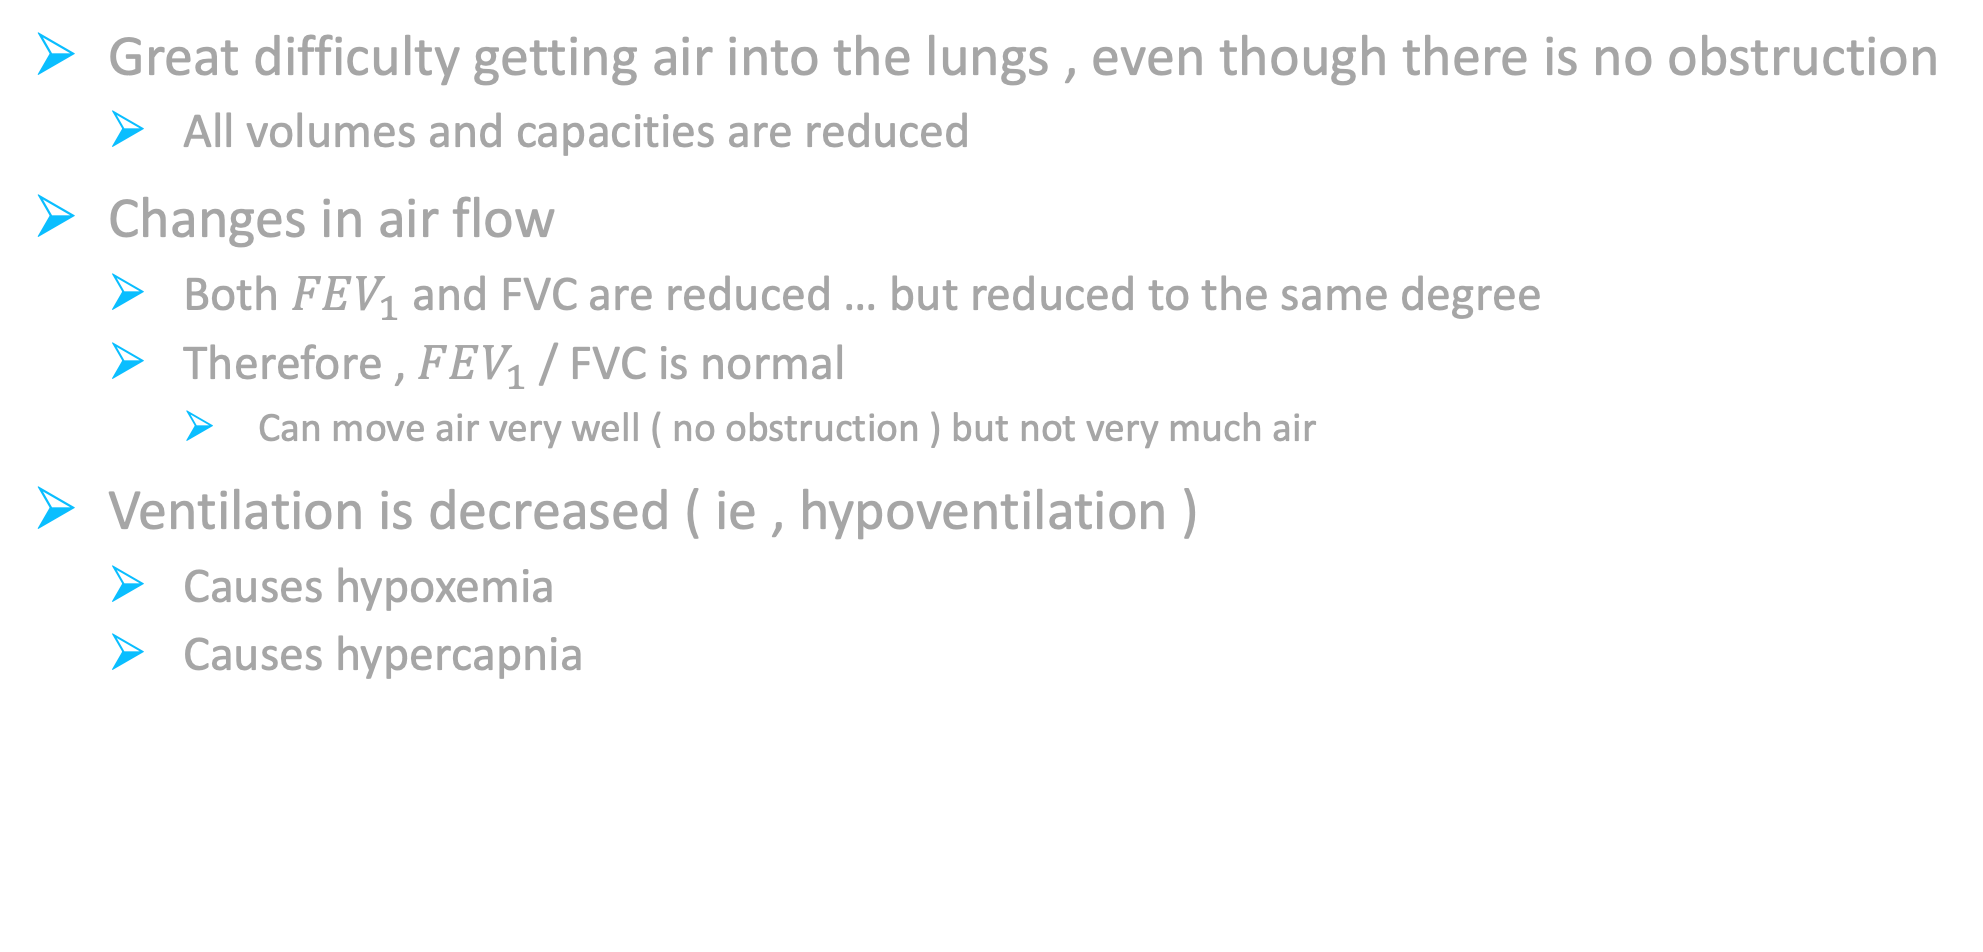 Great difficulty getting air into the lungs , even though there is no obstruction
All volumes and capacities are reduced
Changes in air flow
Both FEV₁ and FVC are reduced ... but reduced to the same degree
Therefore , FEV₁ / FVC is normal
Can move air very well ( no obstruction ) but not very much air
Ventilation is decreased ( ie , hypoventilation )
Causes hypoxemia
Causes hypercapnia